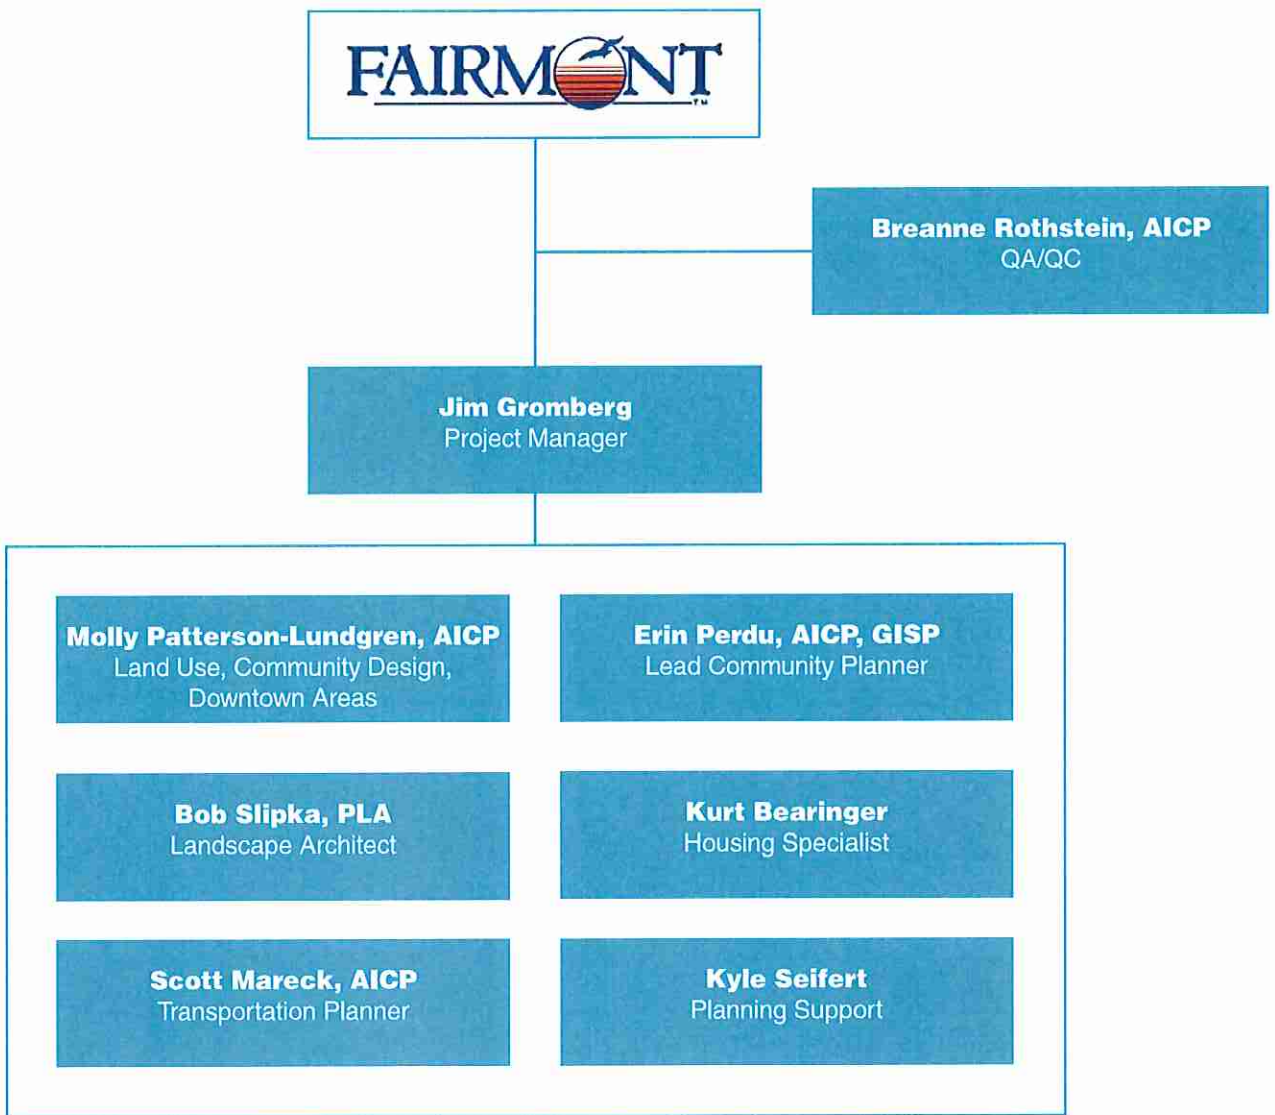 FAIRMONT
TM
Breanne Rothstein, AICP
QA/QC
Jim Gromberg
Project Manager
Molly Patterson-Lundgren, AICP
Land Use, Community Design,
Downtown Areas
Erin Perdu, AICP, GISP
Lead Community Planner
Bob Slipka, PLA
Landscape Architect
Kurt Bearinger
Housing Specialist
Scott Mareck, AICP
Transportation Planner
Kyle Seifert
Planning Support